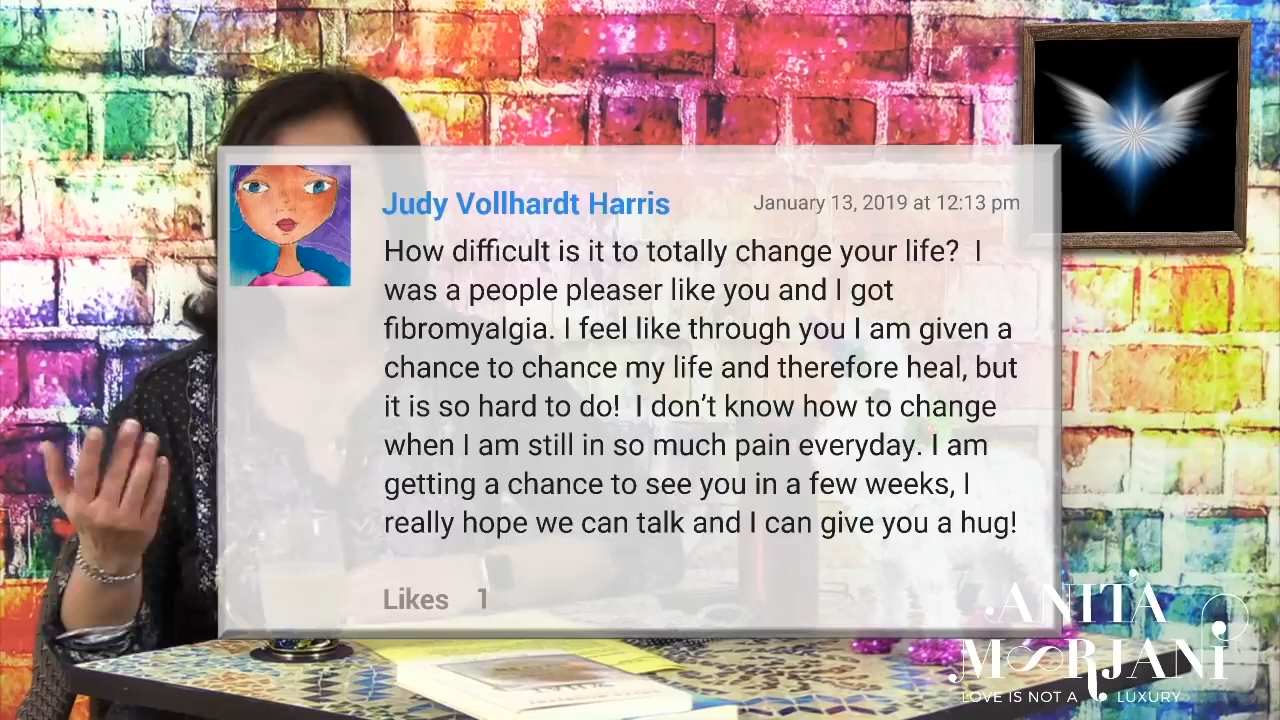 Judy Vollhardt Harris
January 13, 2019 at 12:13 pm
How difficult is it to totally change your life?  I
was a people pleaser like you and I got
fibromyalgia. I feel like through you I am given a
chance to chance my life and therefore heal, but
it is so hard to do!  I don’t know how to change
when I am still in so much pain everyday. I am
getting a chance to see you in a few weeks, I
really hope we can talk and I can give you a hug!
Likes 1
ANITA
MOORJANI
LOVE IS NOT A LUXURY